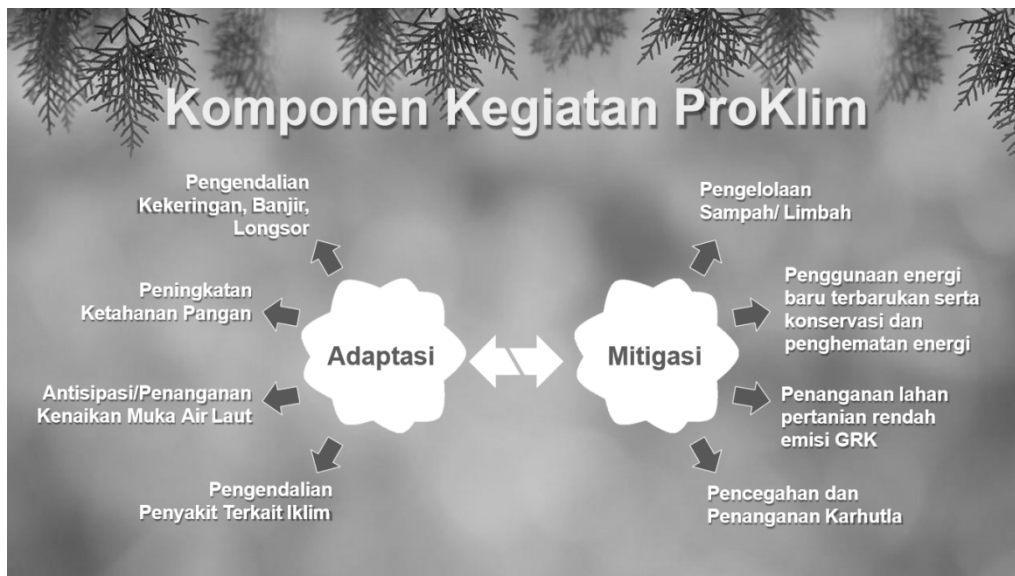 Komponen Kegiatan ProKlim
Pengendalian
Kekeringan, Banjir,
Longsor
Peningkatan
Ketahanan Pangan
Adaptasi
Antisipasi/Penanganan
Kenaikan Muka Air Laut
Pengendalian
Penyakit Terkait Iklim
Pengelolaan
Sampah/ Limbah
Penggunaan energi
baru terbarukan serta
konservasi dan
penghematan energi
Mitigasi
Penanganan lahan
pertanian rendah
emisi GRK
Pencegahan dan
Penanganan Karhutla